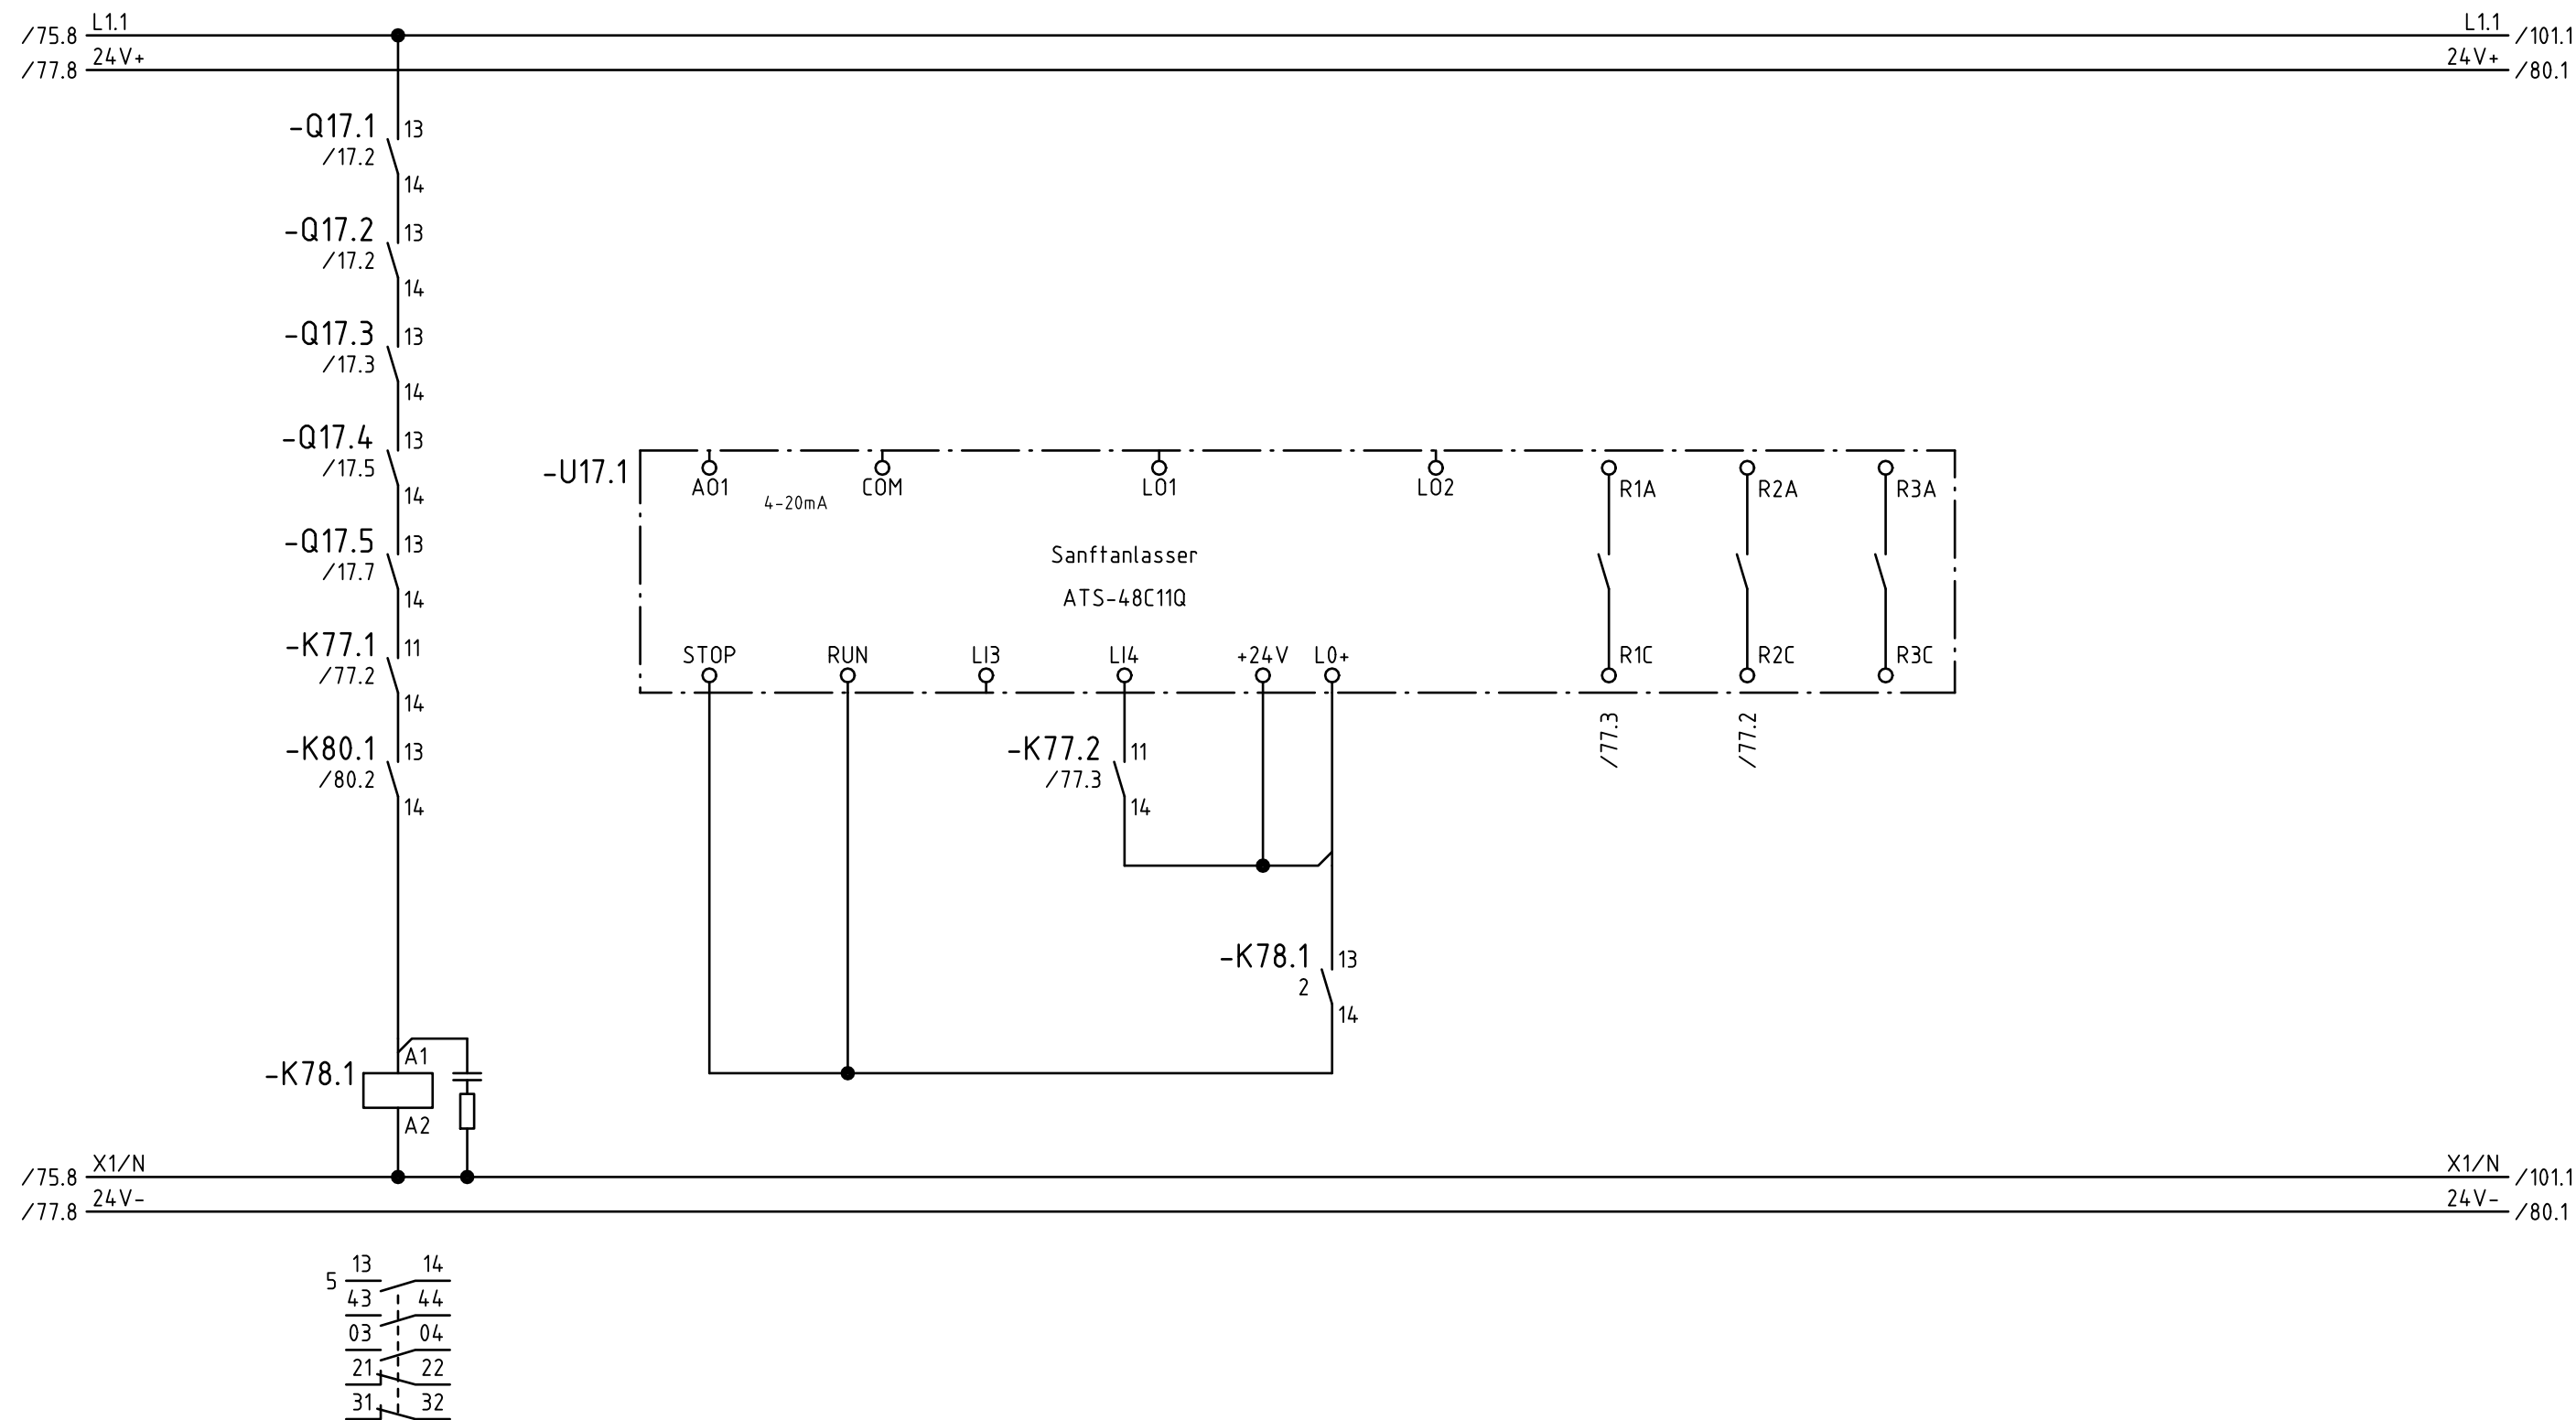 L1.1 L1.1
/75.8 /101.1
24V+ 24V+
/77.8 /80.1
-Q17.1 13
/17.2
14
-Q17.2 13
/17.2
14
-Q17.3 13
/17.3
14
-Q17.4 13
/17.5
14
-Q17.5 13
/17.7
14
-K77.1 11
/77.2
14
-K80.1 13
/80.2
14
-U17.1
AO1 COM LO1 LO2 R1A R2A R3A
4-20mA
Sanftanlasser
ATS-48C11Q
STOP RUN LI3 LI4 +24V L0+ R1C R2C R3C
/77.3 /77.2
-K77.2 11
/77.3
14
-K78.1 13
2
14
A1
-K78.1
A2
X1/N X1/N
/75.8 /101.1
24V- 24V-
/77.8 /80.1
13 14
5
43 44
03 04
21 22
31 32